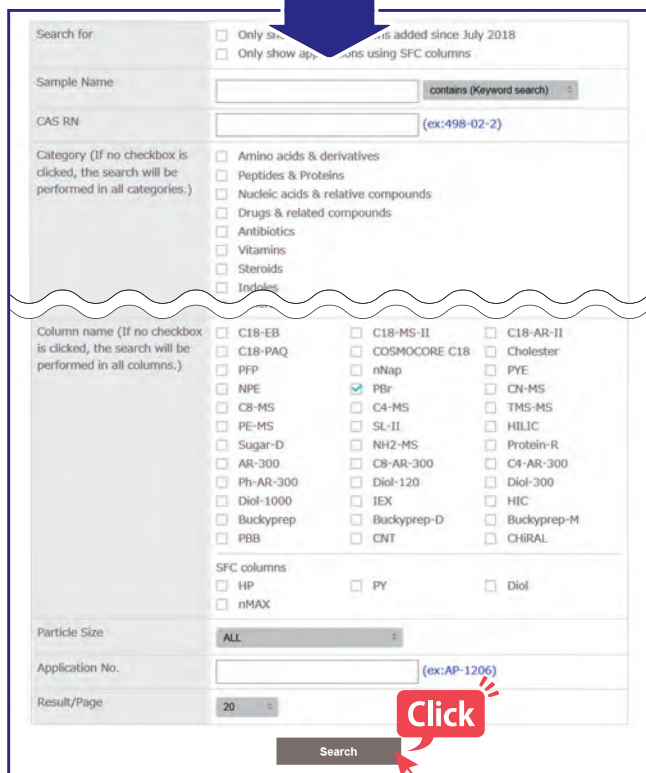 Search for
Only s
ns added since July 2018
Only show app
ons using SFC columns
Sample Name
contains (Keyword search)
CAS RN
(ex:498-02-2)
Category (If no checkbox is
clicked, the search will be
performed in all categories.)
Amino acids & derivatives
Peptides & Proteins
Nucleic acids & relative compounds
Drugs & related compounds
Antibiotics
Vitamins
Steroids
Indoles
Column name (If no checkbox
is clicked, the search will be
performed in all columns.)
C18-EB C18-MS-II C18-AR-II
C18-PAQ COSMOCORE C18 Cholester
PFP nNap PYE
NPE PBr CN-MS
C8-MS C4-MS TMS-MS
PE-MS SL-II HILIC
Sugar-D NH2-MS Protein-R
AR-300 C8-AR-300 C4-AR-300
Ph-AR-300 Diol-120 Diol-300
Diol-1000 IEX HIC
Buckyprep Buckyprep-D Buckyprep-M
PBB CNT CHiRAL
SFC columns
HP PY Diol
nMAX
Particle Size
ALL
Application No.
(ex:AP-1206)
Result/Page
20
Click
Search